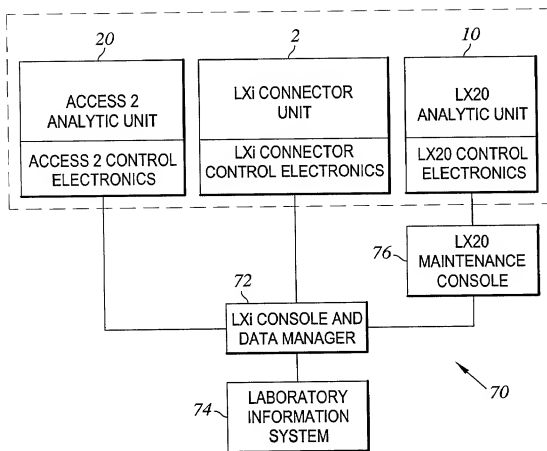 20
2
10
ACCESS 2
ANALYTIC UNIT
ACCESS 2 CONTROL
ELECTRONICS
LXi CONNECTOR
UNIT
LXi CONNECTOR
CONTROL ELECTRONICS
LX20
ANALYTIC UNIT
LX20 CONTROL
ELECTRONICS
76
LX20
MAINTENANCE
CONSOLE
72
LXi CONSOLE AND
DATA MANAGER
70
74
LABORATORY
INFORMATION
SYSTEM